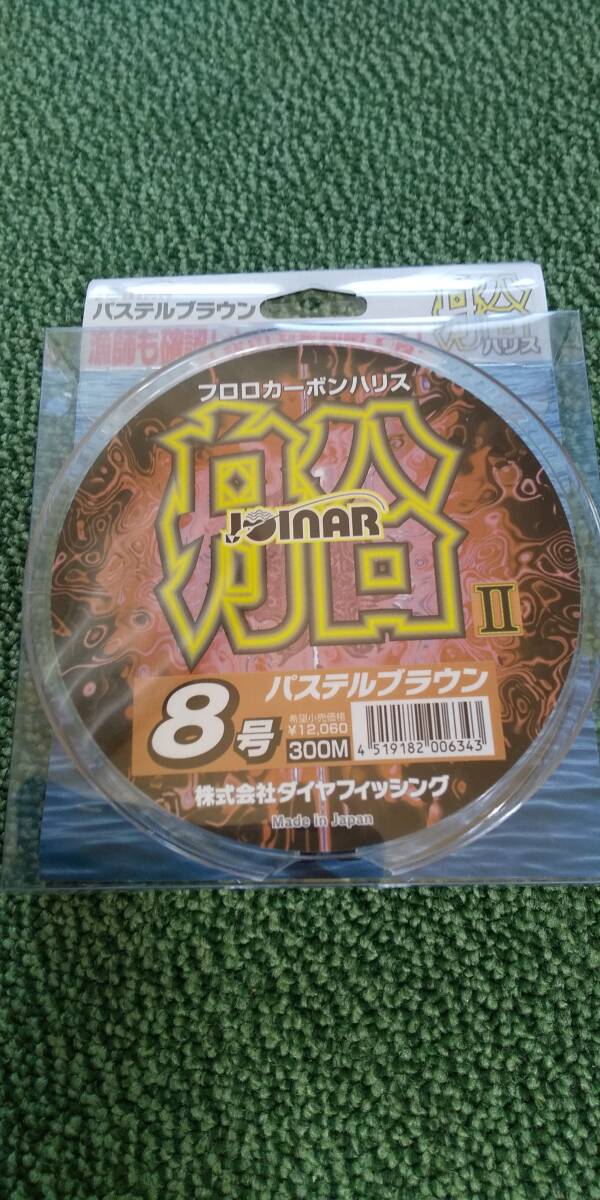 パステルブラウン
船
ハリス
フロロカーボンハリス
船
JOINAR
II
パステルブラウン
8号
希望小売価格
¥12,060
300M
4 519182 006343
株式会社ダイヤフィッシング
Made in Japan